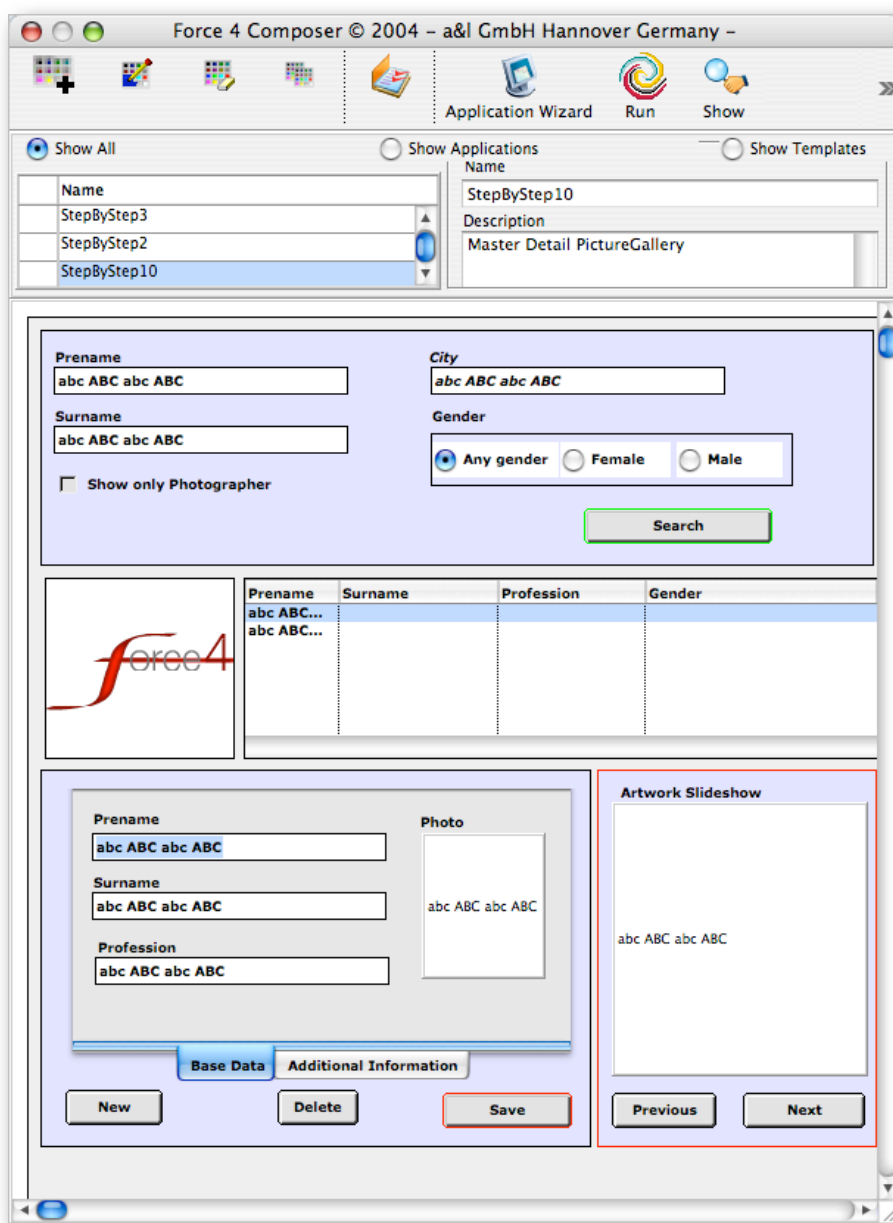 Force 4 Composer © 2004 – a&l GmbH Hannover Germany –
Application Wizard Run Show
Show All Show Applications Show Templates
Name
Name
StepByStep10
StepByStep3
StepByStep2
StepByStep10
Description
Master Detail PictureGallery
Prename City
abc ABC abc ABC abc ABC abc ABC
Surname Gender
abc ABC abc ABC
Any gender Female Male
Show only Photographer
Search
force4
Prename Surname Profession Gender
abc ABC...
abc ABC...
Artwork Slideshow
Prename
Photo
abc ABC abc ABC
Surname
abc ABC abc ABC abc ABC abc ABC
abc ABC abc ABC
Profession
abc ABC abc ABC
Base Data Additional Information
New Delete Save Previous Next